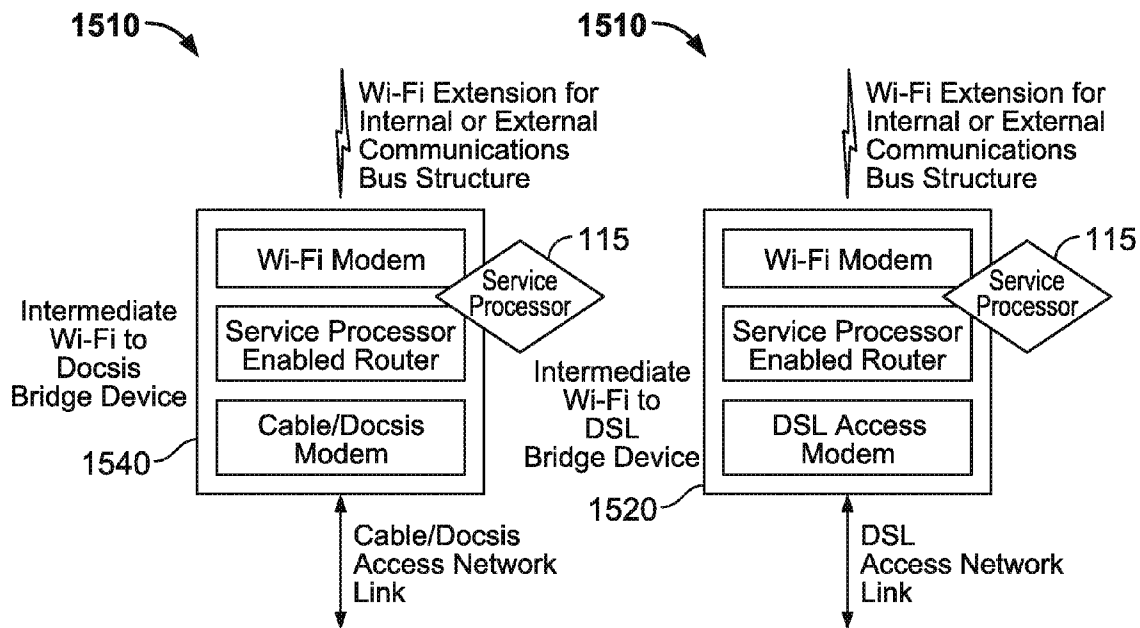 1510
Wi-Fi Extension for
Internal or External
Communications
Bus Structure
Wi-Fi Modem
115
Service
Processor
Intermediate
Wi-Fi to
Docsis
Bridge Device
Service Processor
Enabled Router
Cable/Docsis
Modem
1540
Cable/Docsis
Access Network
Link
1510
Wi-Fi Extension for
Internal or External
Communications
Bus Structure
Wi-Fi Modem
115
Service
Processor
Service Processor
Enabled Router
Intermediate
Wi-Fi to
DSL
Bridge Device
DSL Access
Modem
1520
DSL
Access Network
Link